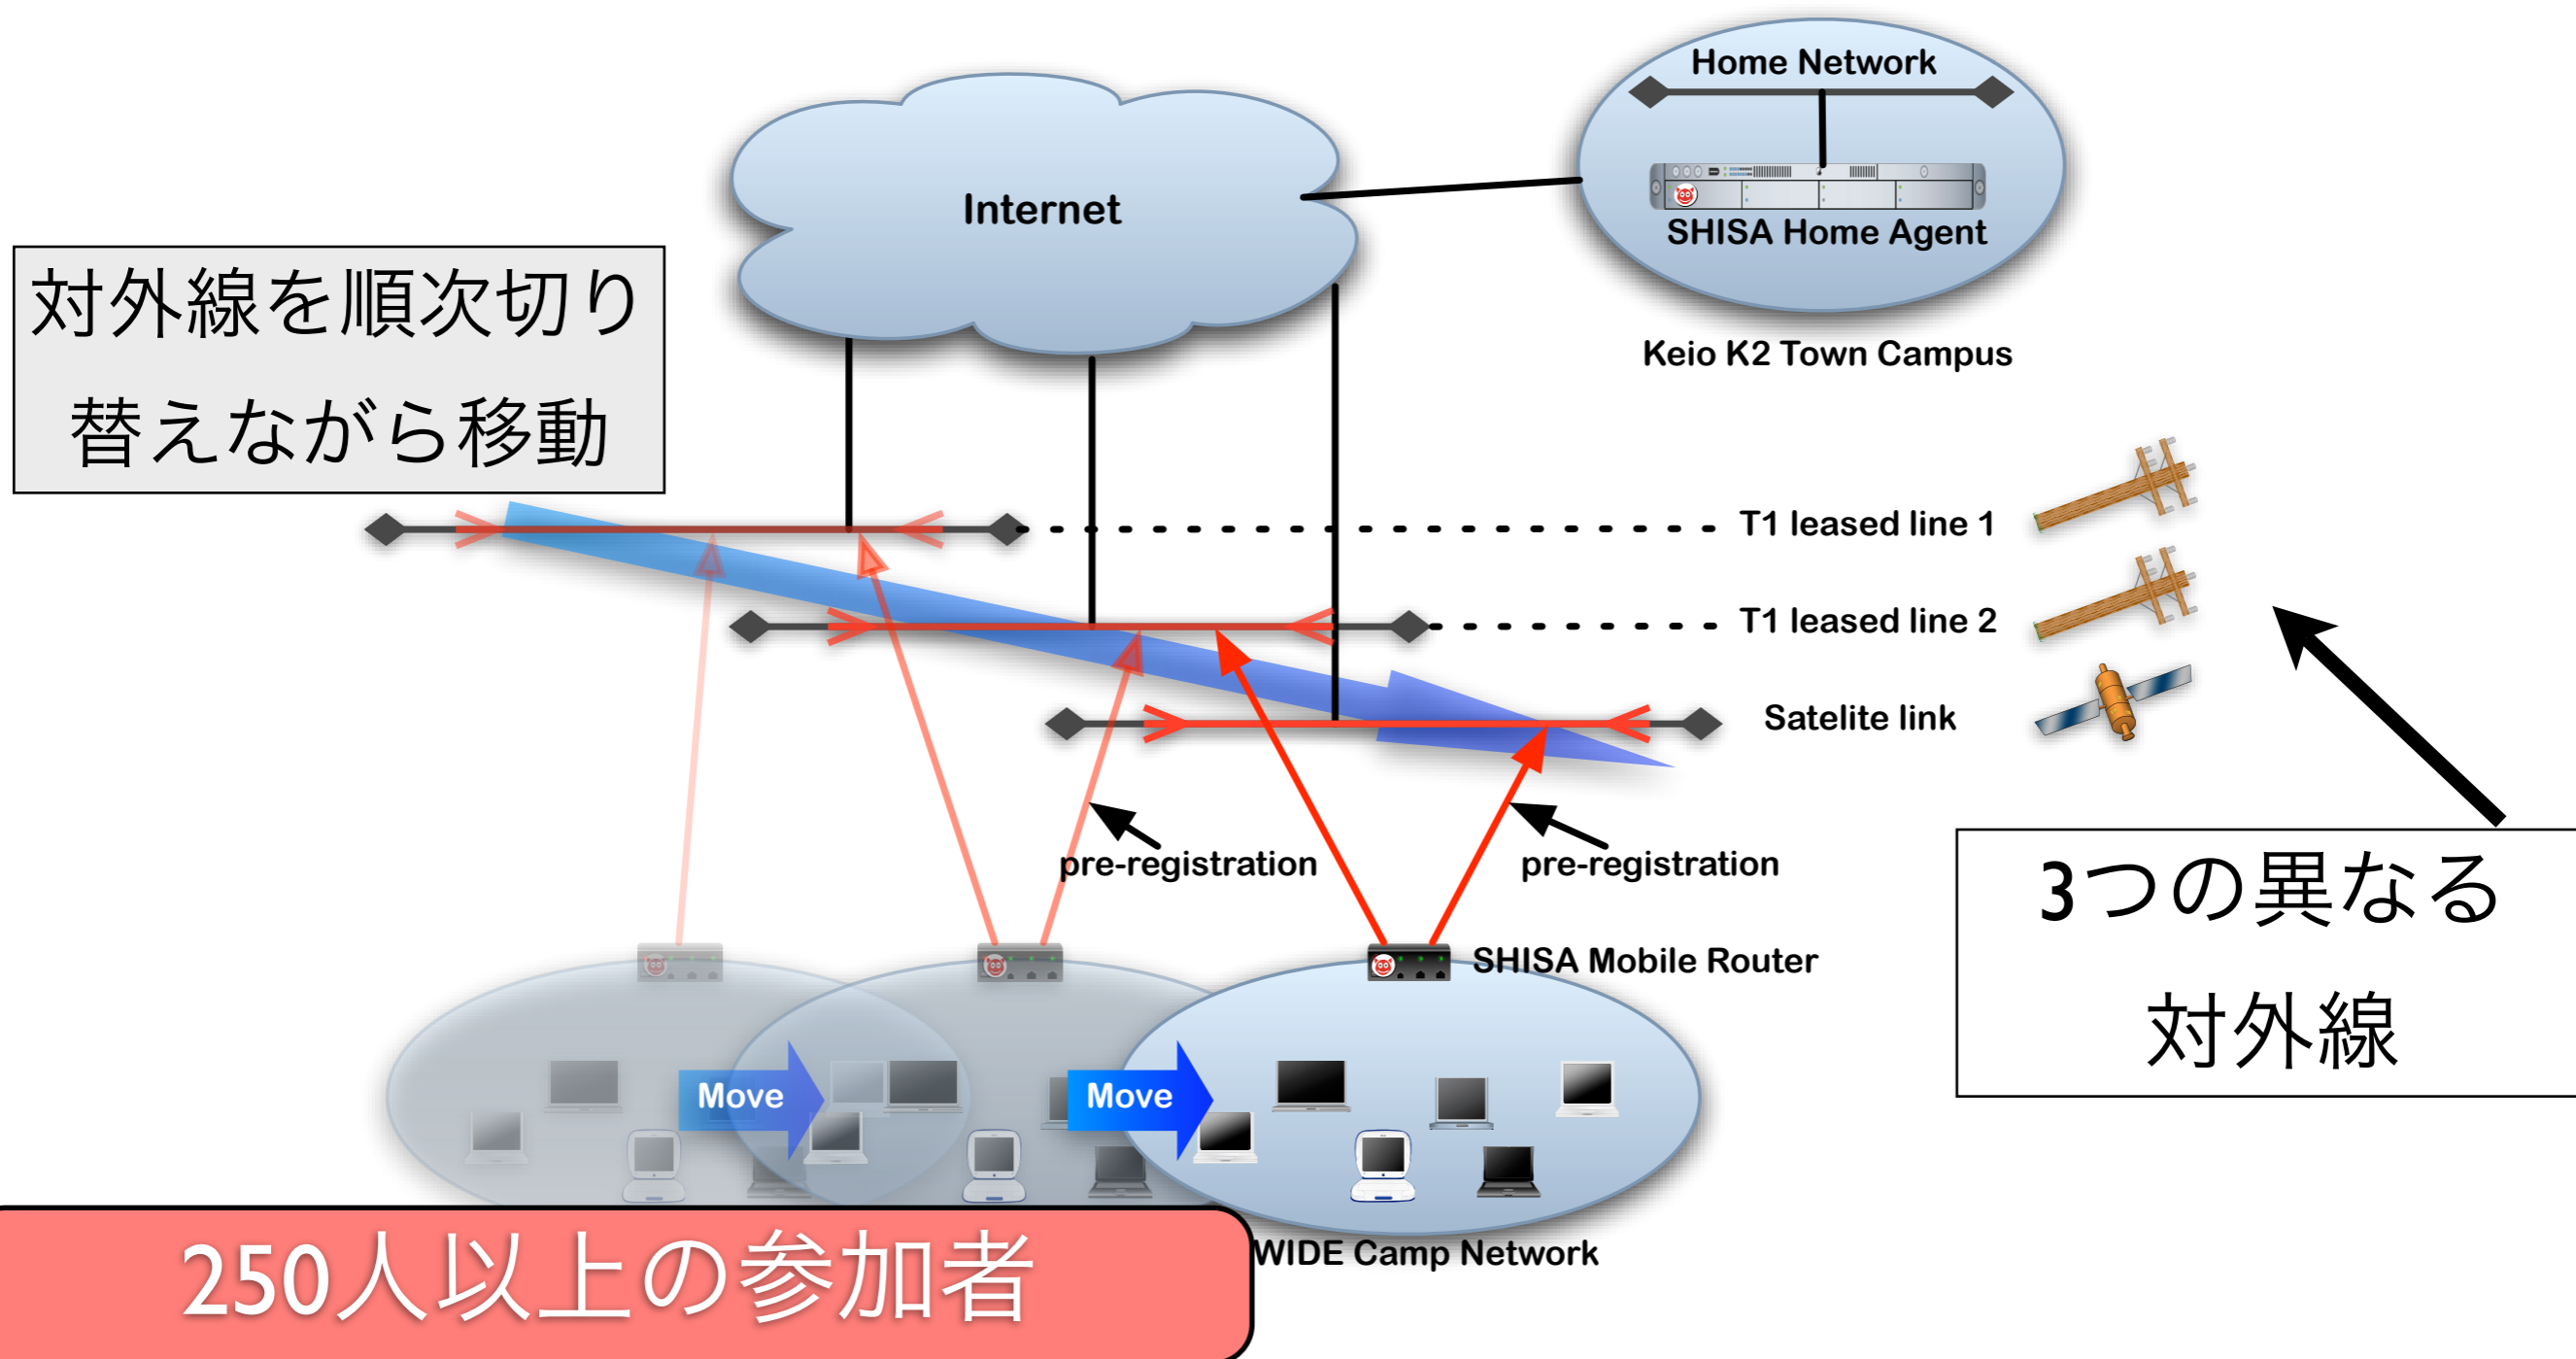 Home Network
Internet
SHISA Home Agent
Keio K2 Town Campus
対外線を順次切り
替えながら移動
T1 leased line 1
T1 leased line 2
Satelite link
pre-registration
pre-registration
3つの異なる
対外線
SHISA Mobile Router
Move
Move
WIDE Camp Network
250人以上の参加者